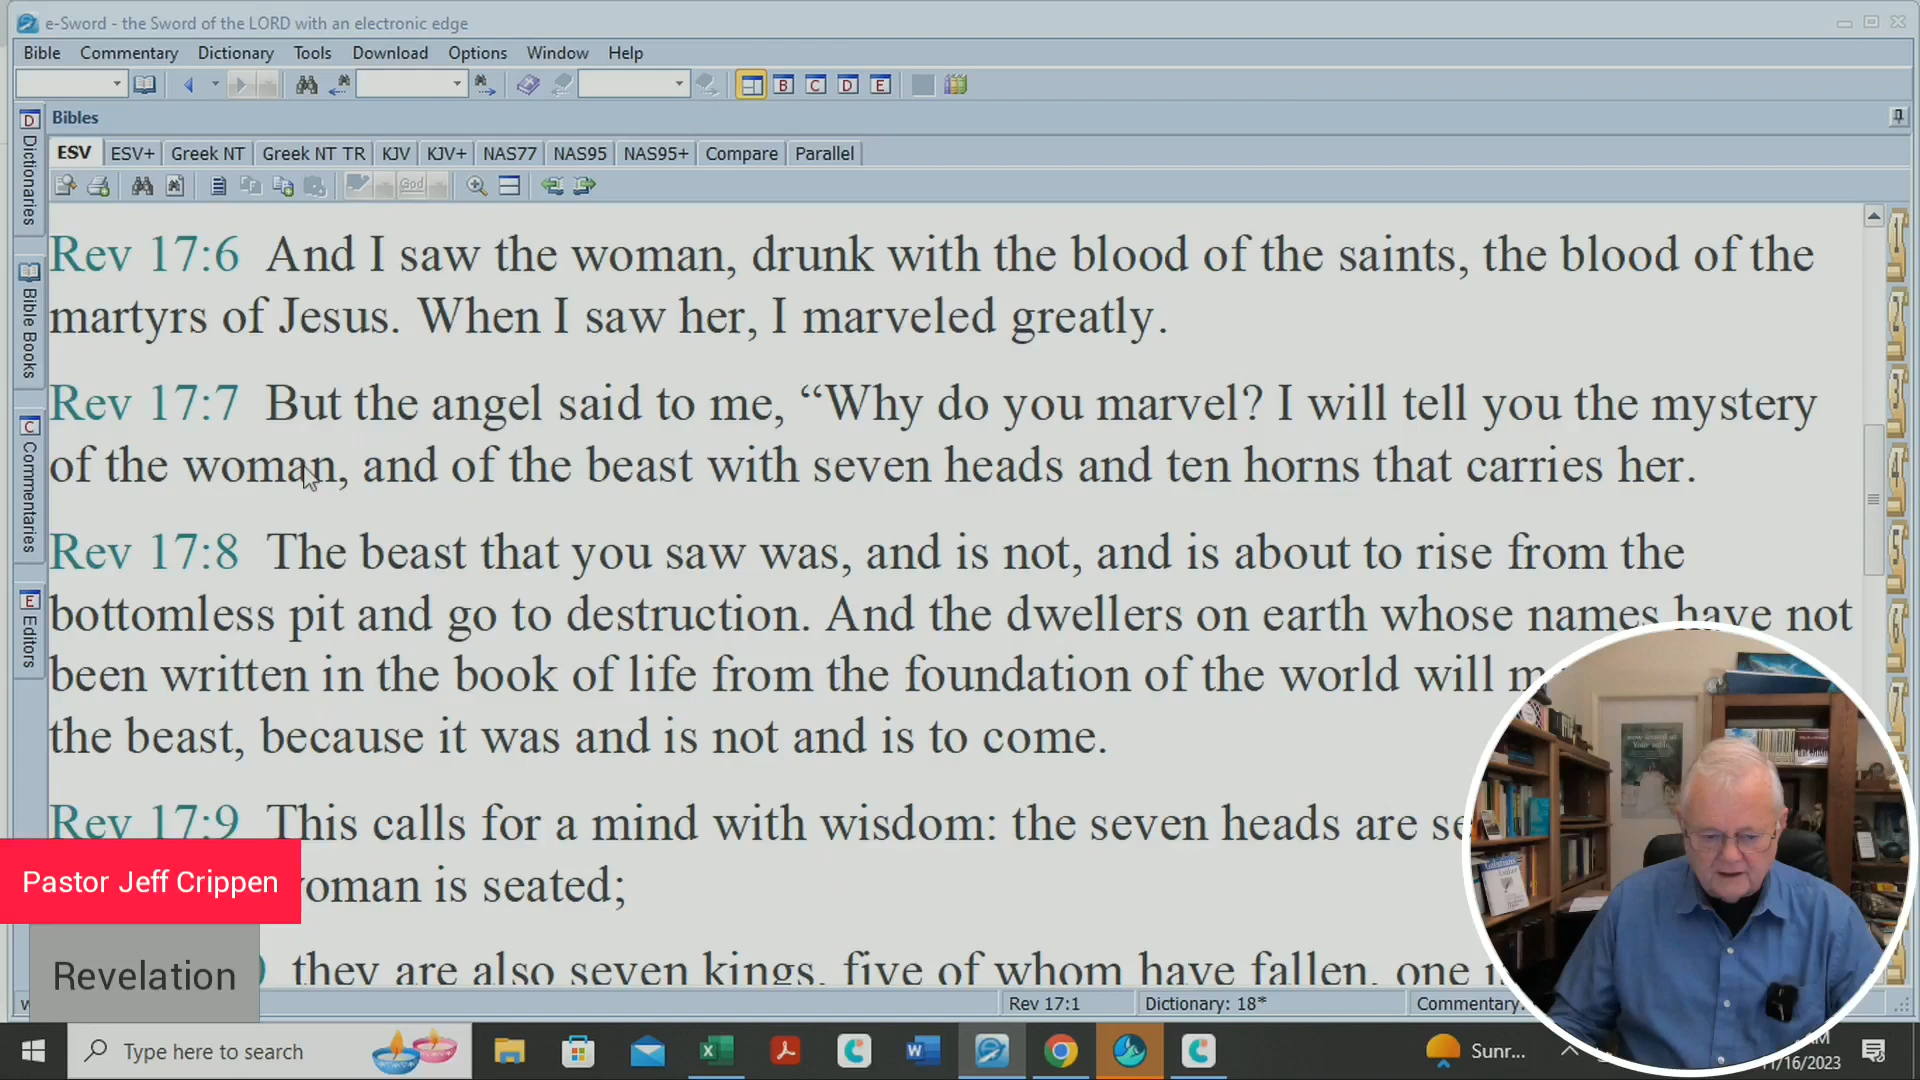 e-Sword - the Sword of the LORD with an electronic edge
Bible Commentary Dictionary Tools Download Options Window Help
B C D E
Bibles
ESV ESV+ Greek NT Greek NT TR KJV KJV+ NAS77 NAS95 NAS95+ Compare Parallel
God
D Dictionaries
Bible Books
C Commentaries
E Editors
Rev 17:6 And I saw the woman, drunk with the blood of the saints, the blood of the
martyrs of Jesus. When I saw her, I marveled greatly.
Rev 17:7 But the angel said to me, “Why do you marvel? I will tell you the mystery
of the woman, and of the beast with seven heads and ten horns that carries her.
Rev 17:8 The beast that you saw was, and is not, and is about to rise from the
bottomless pit and go to destruction. And the dwellers on earth whose names have not
been written in the book of life from the foundation of the world will
the beast, because it was and is not and is to come.
Rev 17:9 This calls for a mind with wisdom: the seven heads are
is seated;
they are also seven kings, five of whom have fallen, one
Pastor Jeff Crippen
Revelation
Rev 17:1 Dictionary: 18* Commentary:
Type here to search
Sunr...
11/16/2023